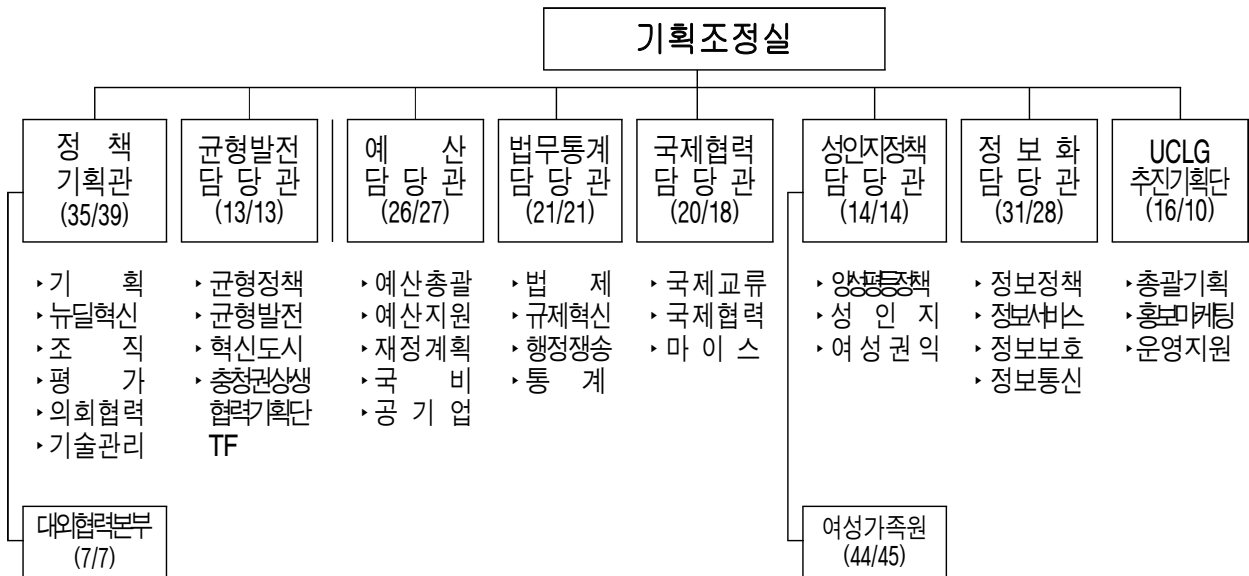 기획조정실
정 책
기획관
(35/39)
균형발전
담 당 관
(13/13)
예 산
담 당 관
(26/27)
법무통계
담 당 관
(21/21)
국제협력
담 당 관
(20/18)
성인지정책
담 당 관
(14/14)
정 보 화
담 당 관
(31/28)
UCLG
추진기획단
(16/10)
‣기 획
‣뉴딜혁신
‣조 직
‣평 가
‣의회협력
‣기술관리
‣균형정책
‣균형발전
‣혁신도시
‣충청권상생
협력기획단
TF
‣예산총괄
‣예산지원
‣재정계획
‣국 비
‣공 기 업
‣법 제
‣규제혁신
‣행정쟁송
‣통 계
‣국제교류
‣국제협력
‣마 이 스
‣양성평등정책
‣성 인 지
‣여성권익
‣정보정책
‣정보서비스
‣정보보호
‣정보통신
‣총괄기획
‣홍보마케팅
‣운영지원
대외협력본부
(7/7)
여성가족원
(44/45)